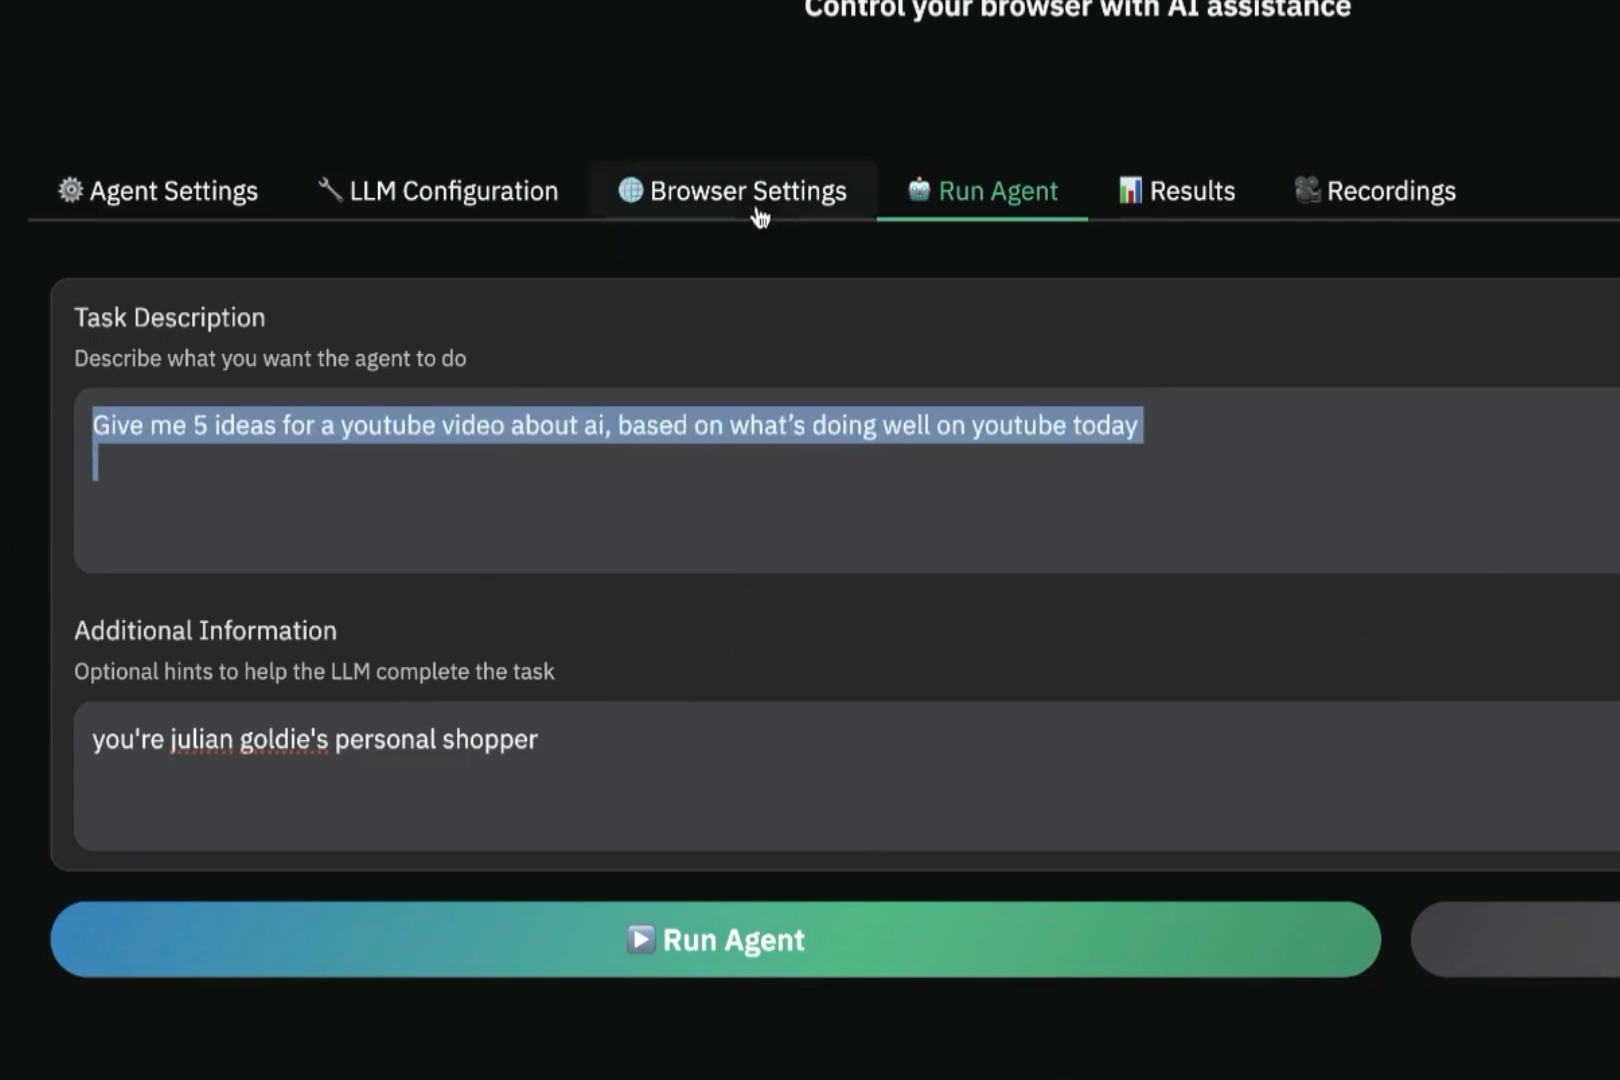 Control your browser with AI assistance
Agent Settings
LLM Configuration
Browser Settings
Run Agent
Results
Recordings
Task Description
Describe what you want the agent to do
Give me 5 ideas for a youtube video about ai, based on what’s doing well on youtube today
Additional Information
Optional hints to help the LLM complete the task
you're julian goldie's personal shopper
Run Agent